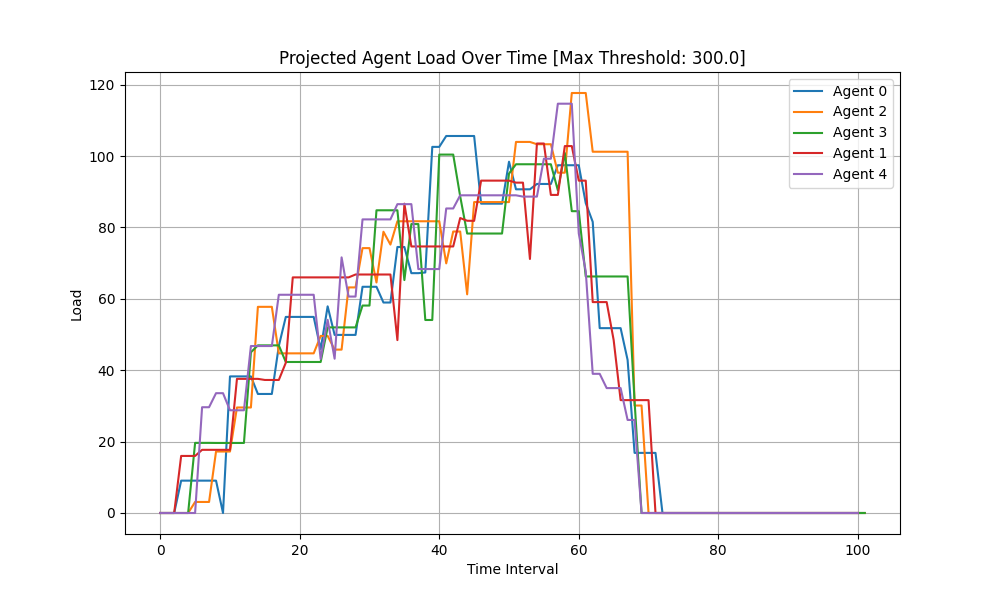 Projected Agent Load Over Time [Max Threshold: 300.0]
Load
120
100
80
60
40
20
0
Agent 0
Agent 2
Agent 3
Agent 1
Agent 4
0 20 40 60 80 100
Time Interval